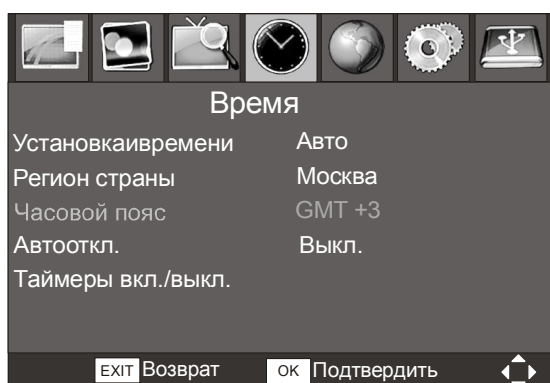 Время
Установкаивремени Авто
Регион страны Москва
Часовой пояс GMT +3
Автооткл. Выкл.
Таймеры вкл./выкл.
EXIT Возврат OK Подтвердить